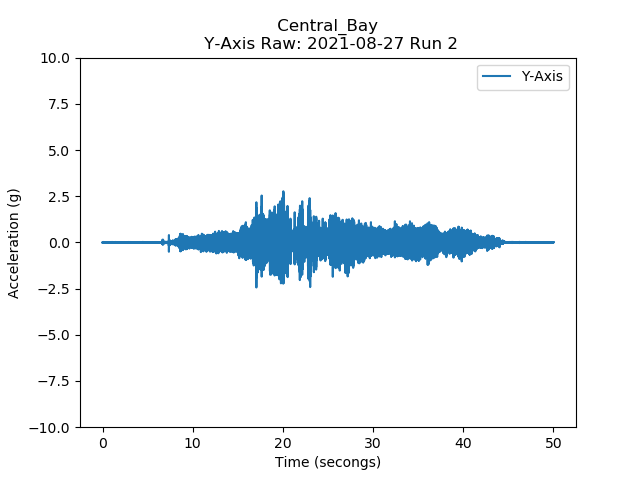 Central_Bay
Y-Axis Raw: 2021-08-27 Run 2
Y-Axis
Acceleration (g)
10.0
7.5
5.0
2.5
0.0
−2.5
−5.0
−7.5
−10.0
0 10 20 30 40 50
Time (secongs)